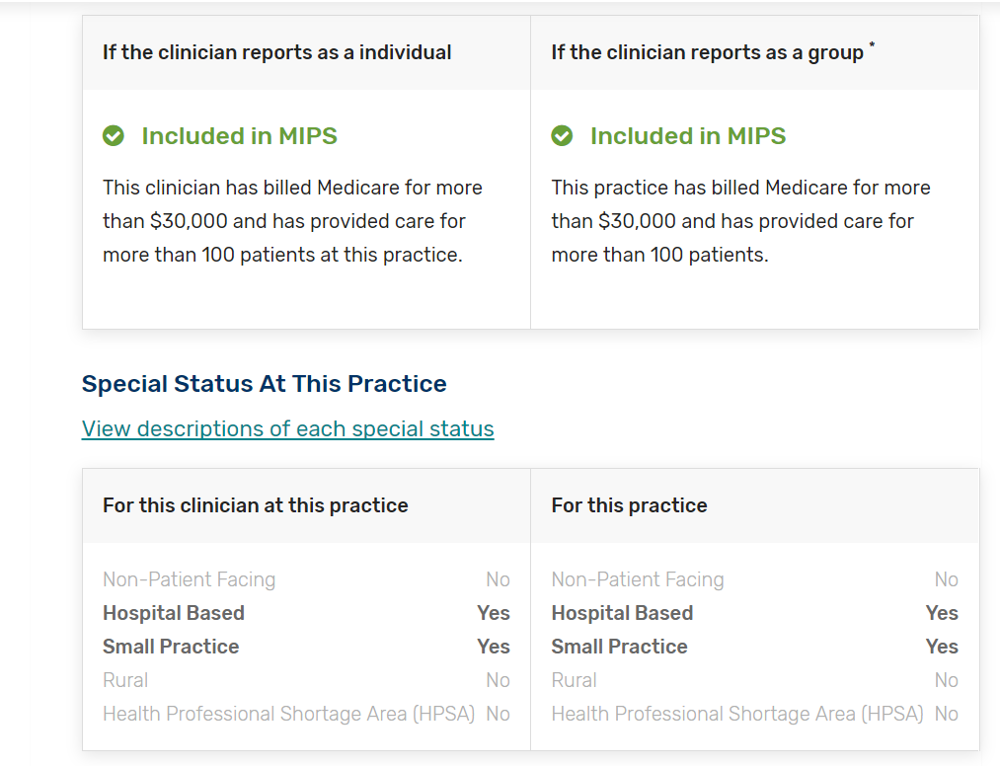 If the clinician reports as a individual
If the clinician reports as a group *
Included in MIPS
This clinician has billed Medicare for more
than $30,000 and has provided care for
more than 100 patients at this practice.
Included in MIPS
This practice has billed Medicare for more
than $30,000 and has provided care for
more than 100 patients.
Special Status At This Practice
View descriptions of each special status
For this clinician at this practice
Non-Patient Facing No
Hospital Based Yes
Small Practice Yes
Rural No
Health Professional Shortage Area (HPSA) No
For this practice
Non-Patient Facing No
Hospital Based Yes
Small Practice Yes
Rural No
Health Professional Shortage Area (HPSA) No